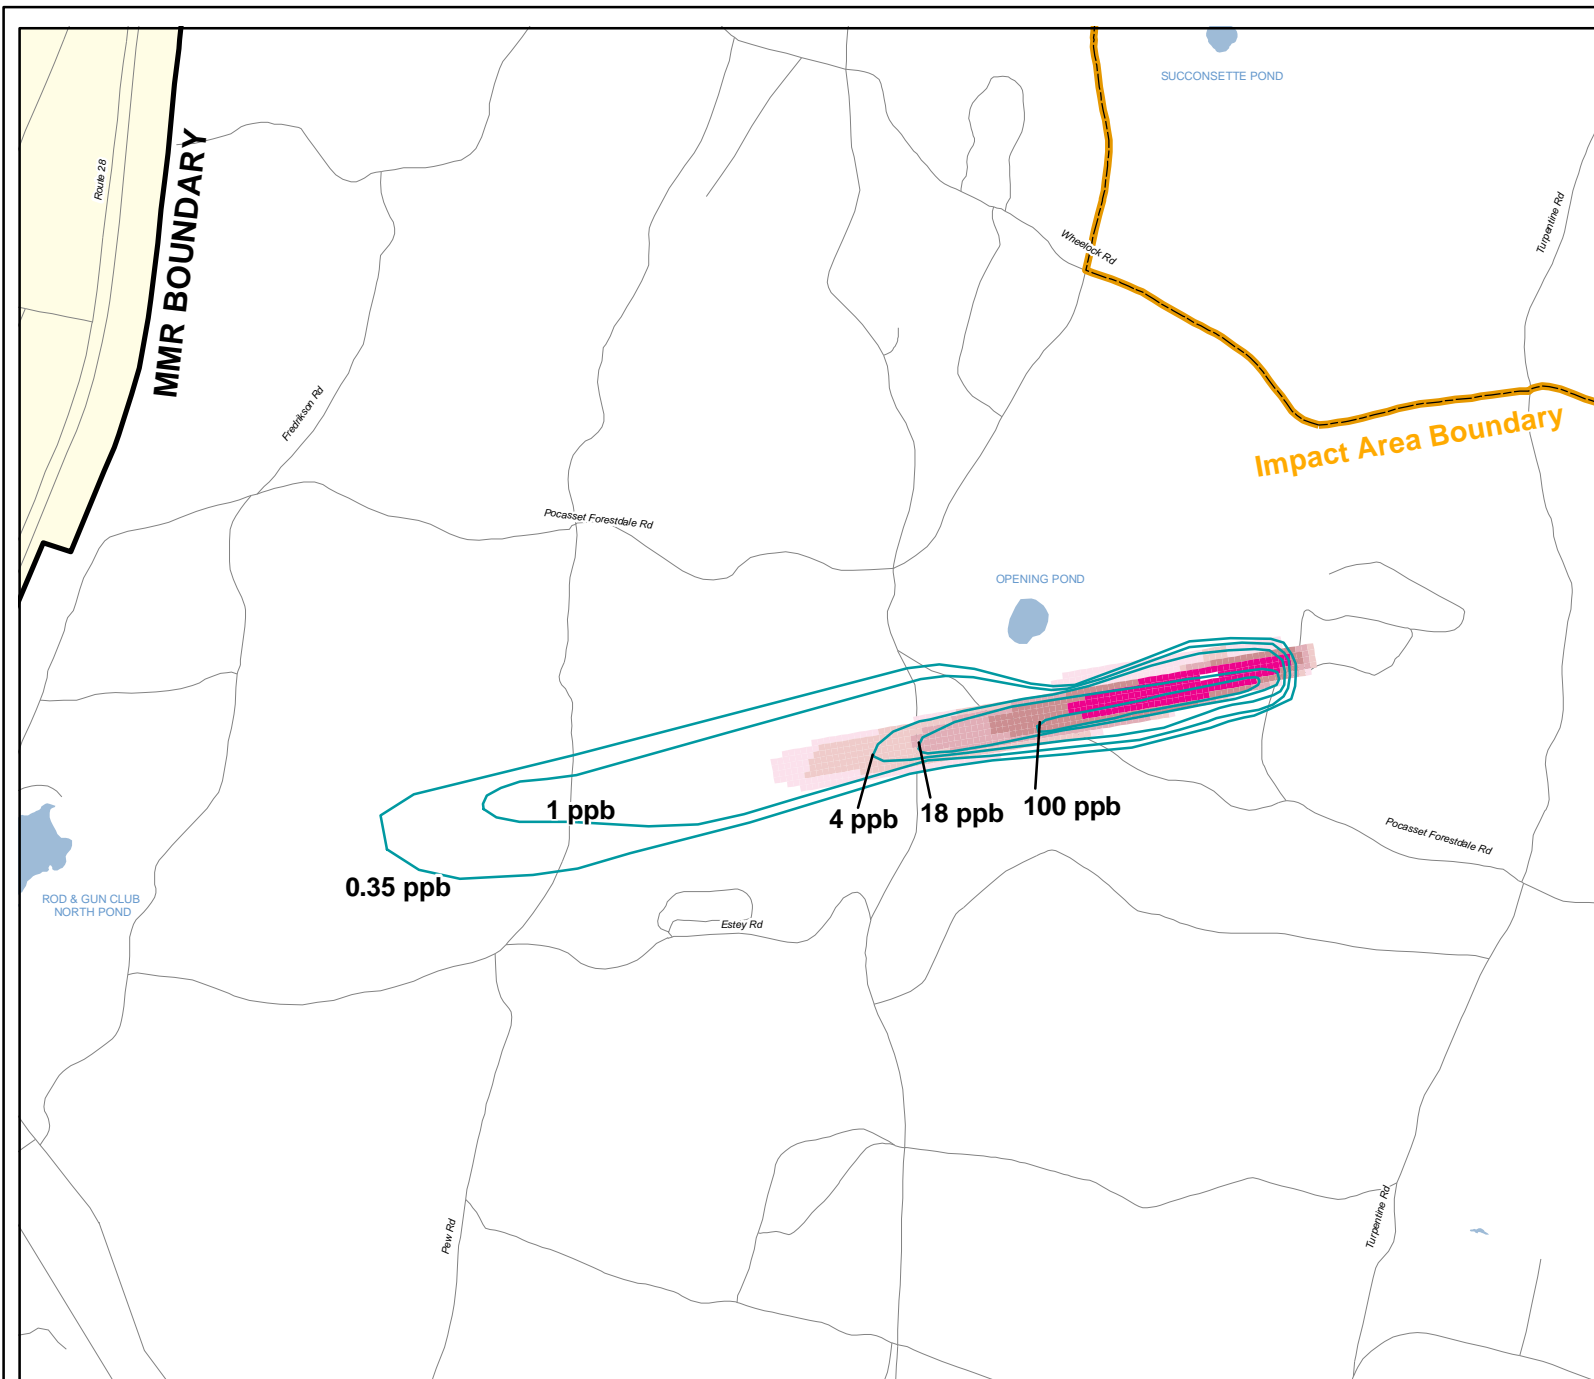 SUCCONSETTE POND
Route 28
MMR BOUNDARY
Turpentine Rd
Wheelock Rd
Fredrikson Rd
Impact Area Boundary
Pocasset Forestdale Rd
OPENING POND
1 ppb
4 ppb
18 ppb
100 ppb
Pocasset Forestdale Rd
0.35 ppb
ROD & GUN CLUB
NORTH POND
Estey Rd
Pew Rd
Turpentine Rd